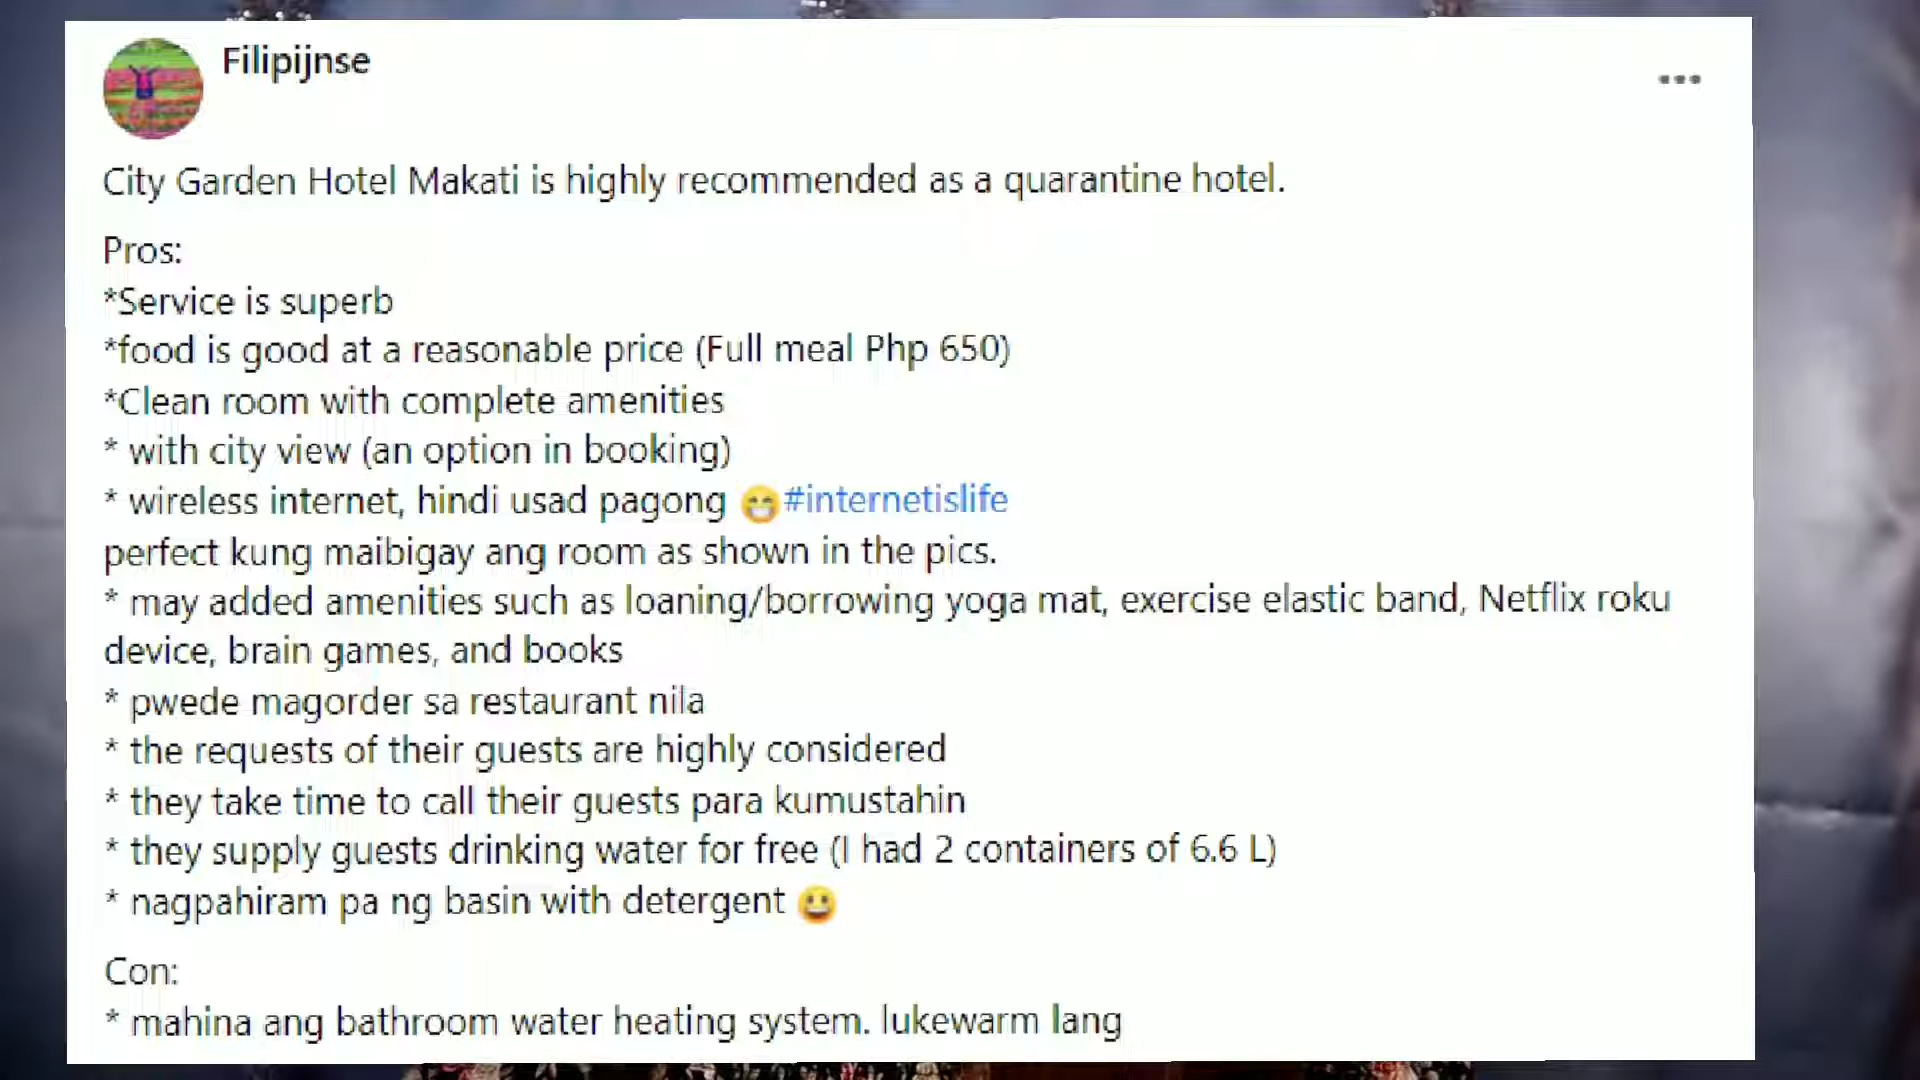 Filipijnse
City Garden Hotel Makati is highly recommended as a quarantine hotel.
Pros:
*Service is superb
*food is good at a reasonable price (Full meal Php 650)
*Clean room with complete amenities
* with city view (an option in booking)
* wireless internet, hindi usad pagong 😁#internetislife
perfect kung maibigay ang room as shown in the pics.
* may added amenities such as loaning/borrowing yoga mat, exercise elastic band, Netflix roku
device, brain games, and books
* pwede magorder sa restaurant nila
* the requests of their guests are highly considered
* they take time to call their guests para kumustahin
* they supply guests drinking water for free (I had 2 containers of 6.6 L)
* nagpahiram pa ng basin with detergent 😃
Con:
* mahina ang bathroom water heating system. lukewarm lang